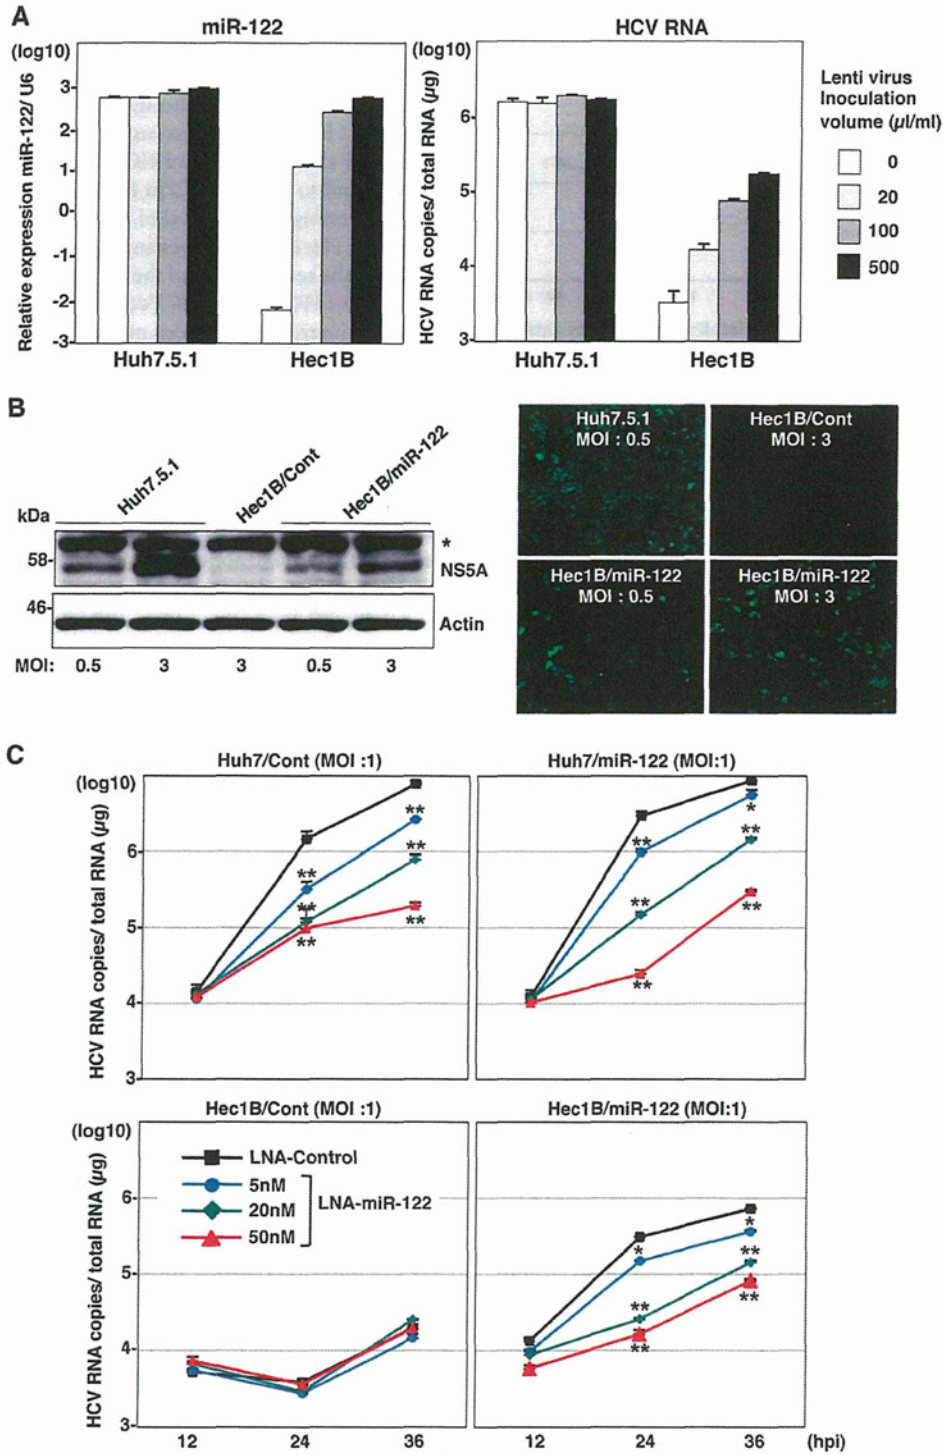 A
miR-122
HCV RNA
(log10)
(log10)
Relative expression miR-122/ U6
3
2
1
0
-1
-2
-3
Huh7.5.1
Hec1B
HCV RNA copies/ total RNA (µg)
6
5
4
3
Huh7.5.1
Hec1B
Lenti virus
Inoculation
volume (µl/ml)
0
20
100
500
B
Huh7.5.1
Hec1B/Cont
Hec1B/miR-122
kDa
58
46
*
NS5A
Actin
MOI:
0.5 3 3 0.5 3
Huh7.5.1
MOI : 0.5
Hec1B/Cont
MOI : 3
Hec1B/miR-122
MOI : 0.5
Hec1B/miR-122
MOI : 3
C
Huh7/Cont (MOI :1)
Huh7/miR-122 (MOI:1)
(log10)
HCV RNA copies/ total RNA (µg)
6
5
4
3
**
**
**
**
**
**
**
*
**
**
**
**
Hec1B/Cont (MOI :1)
Hec1B/miR-122 (MOI:1)
(log10)
HCV RNA copies/ total RNA (µg)
6
5
4
3
LNA-Control
5nM
20nM
50nM
LNA-miR-122
*
*
**
**
**
**
12 24 36
12 24 36
(hpi)